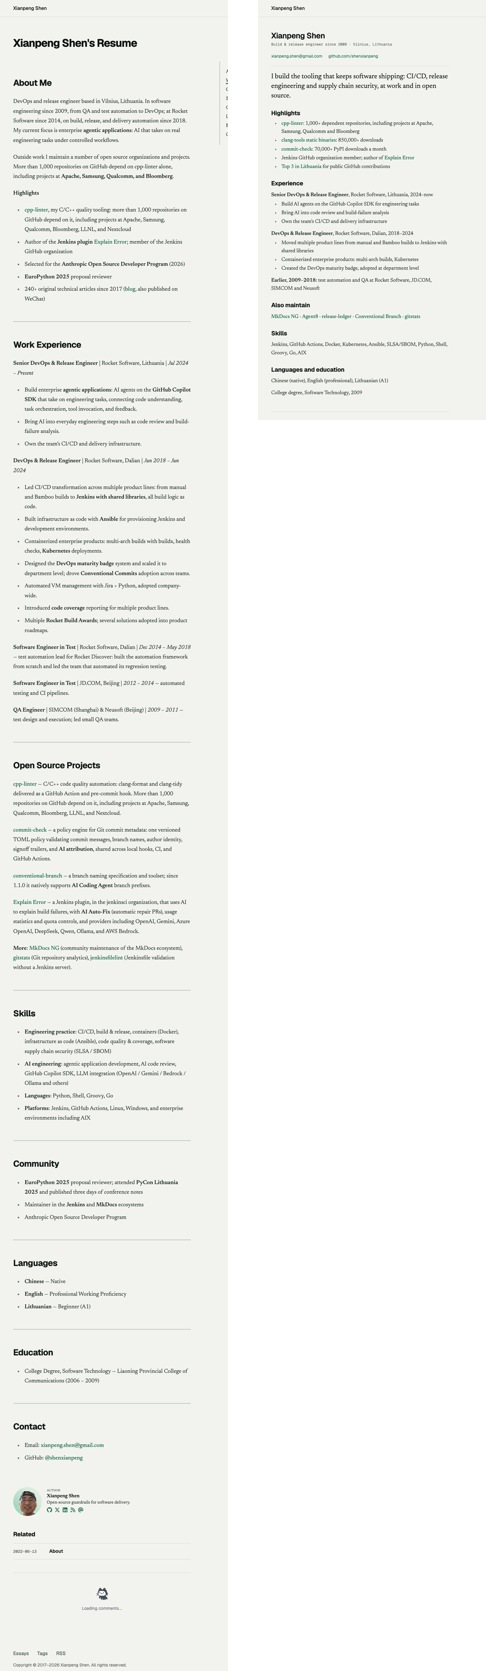 Xianpeng Shen
Xianpeng Shen's Resume
About Me
DevOps and release engineer based in Vilnius, Lithuania. In software
engineering since 2009, from QA and test automation to DevOps; at Rocket
Software since 2014, on build, release, and delivery automation since 2018.
My current focus is enterprise agentic applications: AI that takes on real
engineering tasks under controlled workflows.
Outside work I maintain a number of open source organizations and projects.
More than 1,000 repositories on GitHub depend on cpp-linter alone,
including projects at Apache, Samsung, Qualcomm, and Bloomberg.
Highlights
• cpp-linter, my C/C++ quality tooling: more than 1,000 repositories on
GitHub depend on it, including projects at Apache, Samsung,
Qualcomm, Bloomberg, LLNL, and Nextcloud
• Author of the Jenkins plugin Explain Error; member of the Jenkins
GitHub organization
• Selected for the Anthropic Open Source Developer Program (2026)
• EuroPython 2025 proposal reviewer
• 240+ original technical articles since 2017 (blog, also published on
WeChat)
Work Experience
Senior DevOps & Release Engineer | Rocket Software, Lithuania | Jul 2024
– Present
• Build enterprise agentic applications: AI agents on the GitHub Copilot
SDK that take on engineering tasks, connecting code understanding,
task orchestration, tool invocation, and feedback.
• Bring AI into everyday engineering steps such as code review and build-
failure analysis.
• Own the team's CI/CD and delivery infrastructure.
DevOps & Release Engineer | Rocket Software, Dalian | Jun 2018 – Jun
2024
• Led CI/CD transformation across multiple product lines: from manual
and Bamboo builds to Jenkins with shared libraries, all build logic as
code.
• Built infrastructure as code with Ansible for provisioning Jenkins and
development environments.
• Containerized enterprise products: multi-arch builds with builds, health
checks, Kubernetes deployments.
• Designed the DevOps maturity badge system and scaled it to
department level; drove Conventional Commits adoption across teams.
• Automated VM management with Jira + Python, adopted company-
wide.
• Introduced code coverage reporting for multiple product lines.
• Multiple Rocket Build Awards; several solutions adopted into product
roadmaps.
Software Engineer in Test | Rocket Software, Dalian | Dec 2014 – May 2018
— test automation lead for Rocket Discover: built the automation framework
from scratch and led the team that automated its regression testing.
Software Engineer in Test | JD.COM, Beijing | 2012 – 2014 — automated
testing and CI pipelines.
QA Engineer | SIMCOM (Shanghai) & Neusoft (Beijing) | 2009 – 2011 —
test design and execution; led small QA teams.
Open Source Projects
cpp-linter — C/C++ code quality automation: clang-format and clang-tidy
delivered as a GitHub Action and pre-commit hook. More than 1,000
repositories on GitHub depend on it, including projects at Apache, Samsung,
Qualcomm, Bloomberg, LLNL, and Nextcloud.
commit-check — a policy engine for Git commit metadata: one versioned
TOML policy validating commit messages, branch names, author identity,
signoff trailers, and AI attribution, shared across local hooks, CI, and
GitHub Actions.
conventional-branch — a branch naming specification and toolset; since
1.1.0 it natively supports AI Coding Agent branch prefixes.
Explain Error — a Jenkins plugin, in the jenkinsci organization, that uses AI
to explain build failures, with AI Auto-Fix (automatic repair PRs), usage
statistics and quota controls, and providers including OpenAI, Gemini, Azure
OpenAI, DeepSeek, Qwen, Ollama, and AWS Bedrock.
More: MkDocs NG (community maintenance of the MkDocs ecosystem),
gitstats (Git repository analytics), jenkinsfilelint (Jenkinsfile validation
without a Jenkins server).
Skills
• Engineering practice: CI/CD, build & release, containers (Docker),
infrastructure as code (Ansible), code quality & coverage, software
supply chain security (SLSA / SBOM)
• AI engineering: agentic application development, AI code review,
GitHub Copilot SDK, LLM integration (OpenAI / Gemini / Bedrock /
Ollama and others)
• Languages: Python, Shell, Groovy, Go
• Platforms: Jenkins, GitHub Actions, Linux, Windows, and enterprise
environments including AIX
Community
• EuroPython 2025 proposal reviewer; attended PyCon Lithuania
2025 and published three days of conference notes
• Maintainer in the Jenkins and MkDocs ecosystems
• Anthropic Open Source Developer Program
Languages
• Chinese — Native
• English — Professional Working Proficiency
• Lithuanian — Beginner (A1)
Education
• College Degree, Software Technology — Liaoning Provincial College of
Communications (2006 – 2009)
Contact
• Email: xianpeng.shen@gmail.com
• GitHub: @shenxianpeng
AUTHOR
Xianpeng Shen
Open source guardrails for software delivery.
Related
About
Loading comments...
Essays Tags RSS
Copyright © 2017-2026 Xianpeng Shen. All rights reserved.
Xianpeng Shen
Xianpeng Shen
Build & release engineer since 2009 · Vilnius, Lithuania
xianpeng.shen@gmail.com github.com/shenxianpeng
I build the tooling that keeps software shipping: CI/CD, release
engineering and supply chain security, at work and in open
source.
Highlights
• cpp-linter: 1,000+ dependent repositories, including projects at Apache,
Samsung, Qualcomm and Bloomberg
• clang-tools static binaries: 850,000+ downloads
• commit-check: 70,000+ PyPI downloads a month
• Jenkins GitHub organization member; author of Explain Error
• Top 5 in Lithuania for public GitHub contributions
Experience
Senior DevOps & Release Engineer, Rocket Software, Lithuania, 2024–now
• Build AI agents on the GitHub Copilot SDK for engineering tasks
• Bring AI into code review and build-failure analysis
• Own the team's CI/CD and delivery infrastructure
DevOps & Release Engineer, Rocket Software, Dalian, 2018–2024
• Moved multiple product lines from manual and Bamboo builds to Jenkins with
shared libraries
• Containerized enterprise products: multi-arch builds, Kubernetes
• Created the DevOps maturity badge, adopted at department level
Earlier, 2009–2018: test automation and QA at Rocket Software, JD.COM,
SIMCOM and Neusoft
Also maintain
MkDocs NG · AgentR · release-ledger · Conventional Branch · gitstats
Skills
Jenkins, GitHub Actions, Docker, Kubernetes, Ansible, SLSA/SBOM, Python, Shell,
Groovy, Go, AIX
Languages and education
Chinese (native), English (professional), Lithuanian (A1)
College degree, Software Technology, 2009